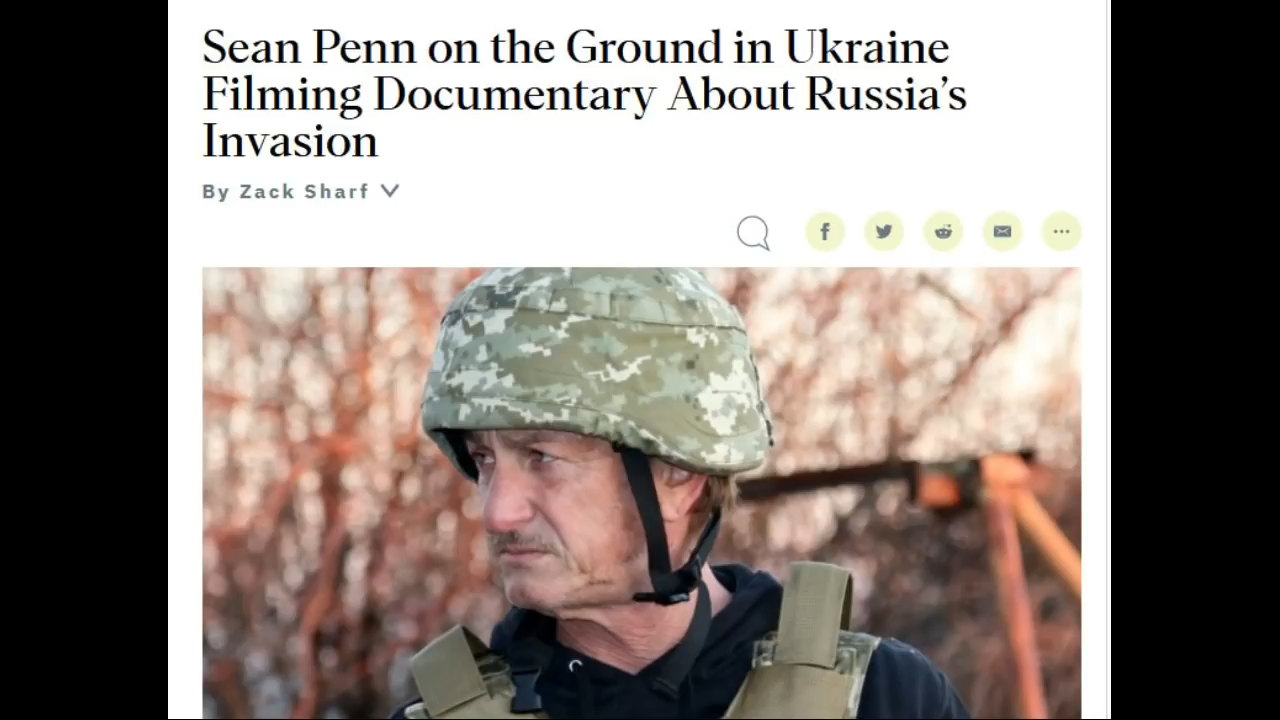 Sean Penn on the Ground in Ukraine
Filming Documentary About Russia’s
Invasion
By Zack Sharf